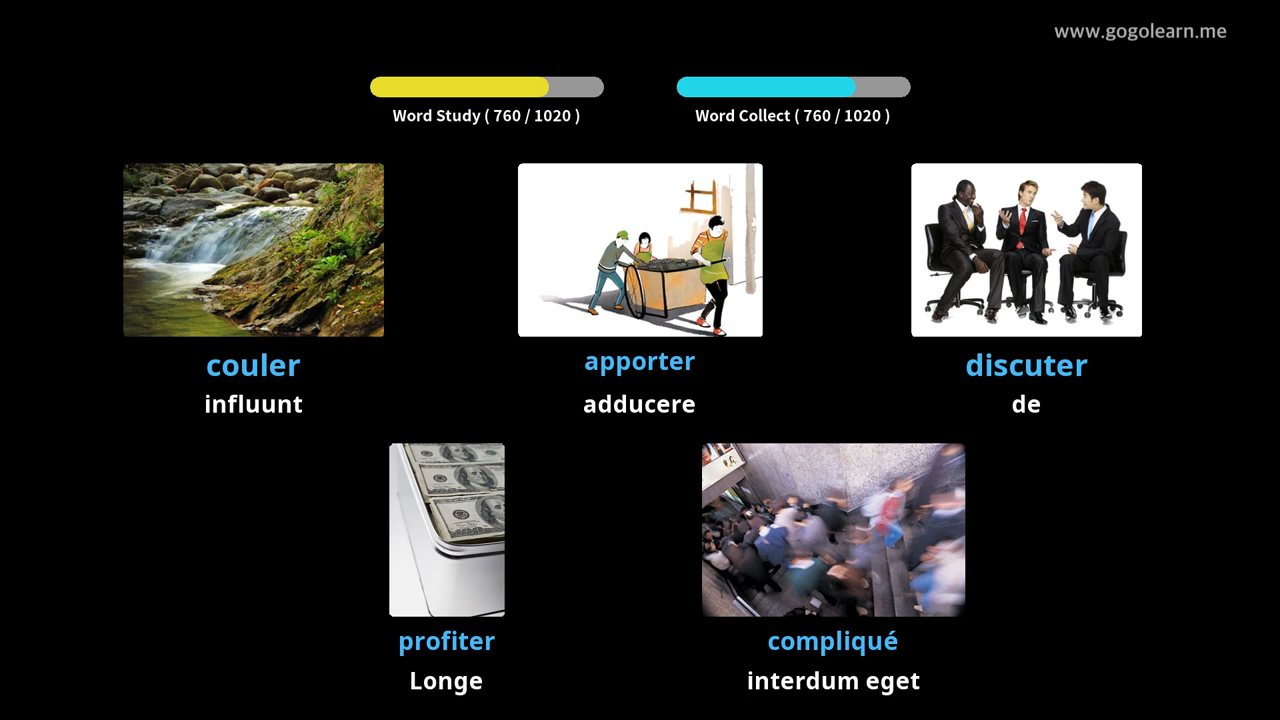 www.gogolearn.me
Word Study ( 760 / 1020 )
Word Collect ( 760 / 1020 )
couler
influunt
apporter
adducere
discuter
de
profiter
Longe
compliqué
interdum eget